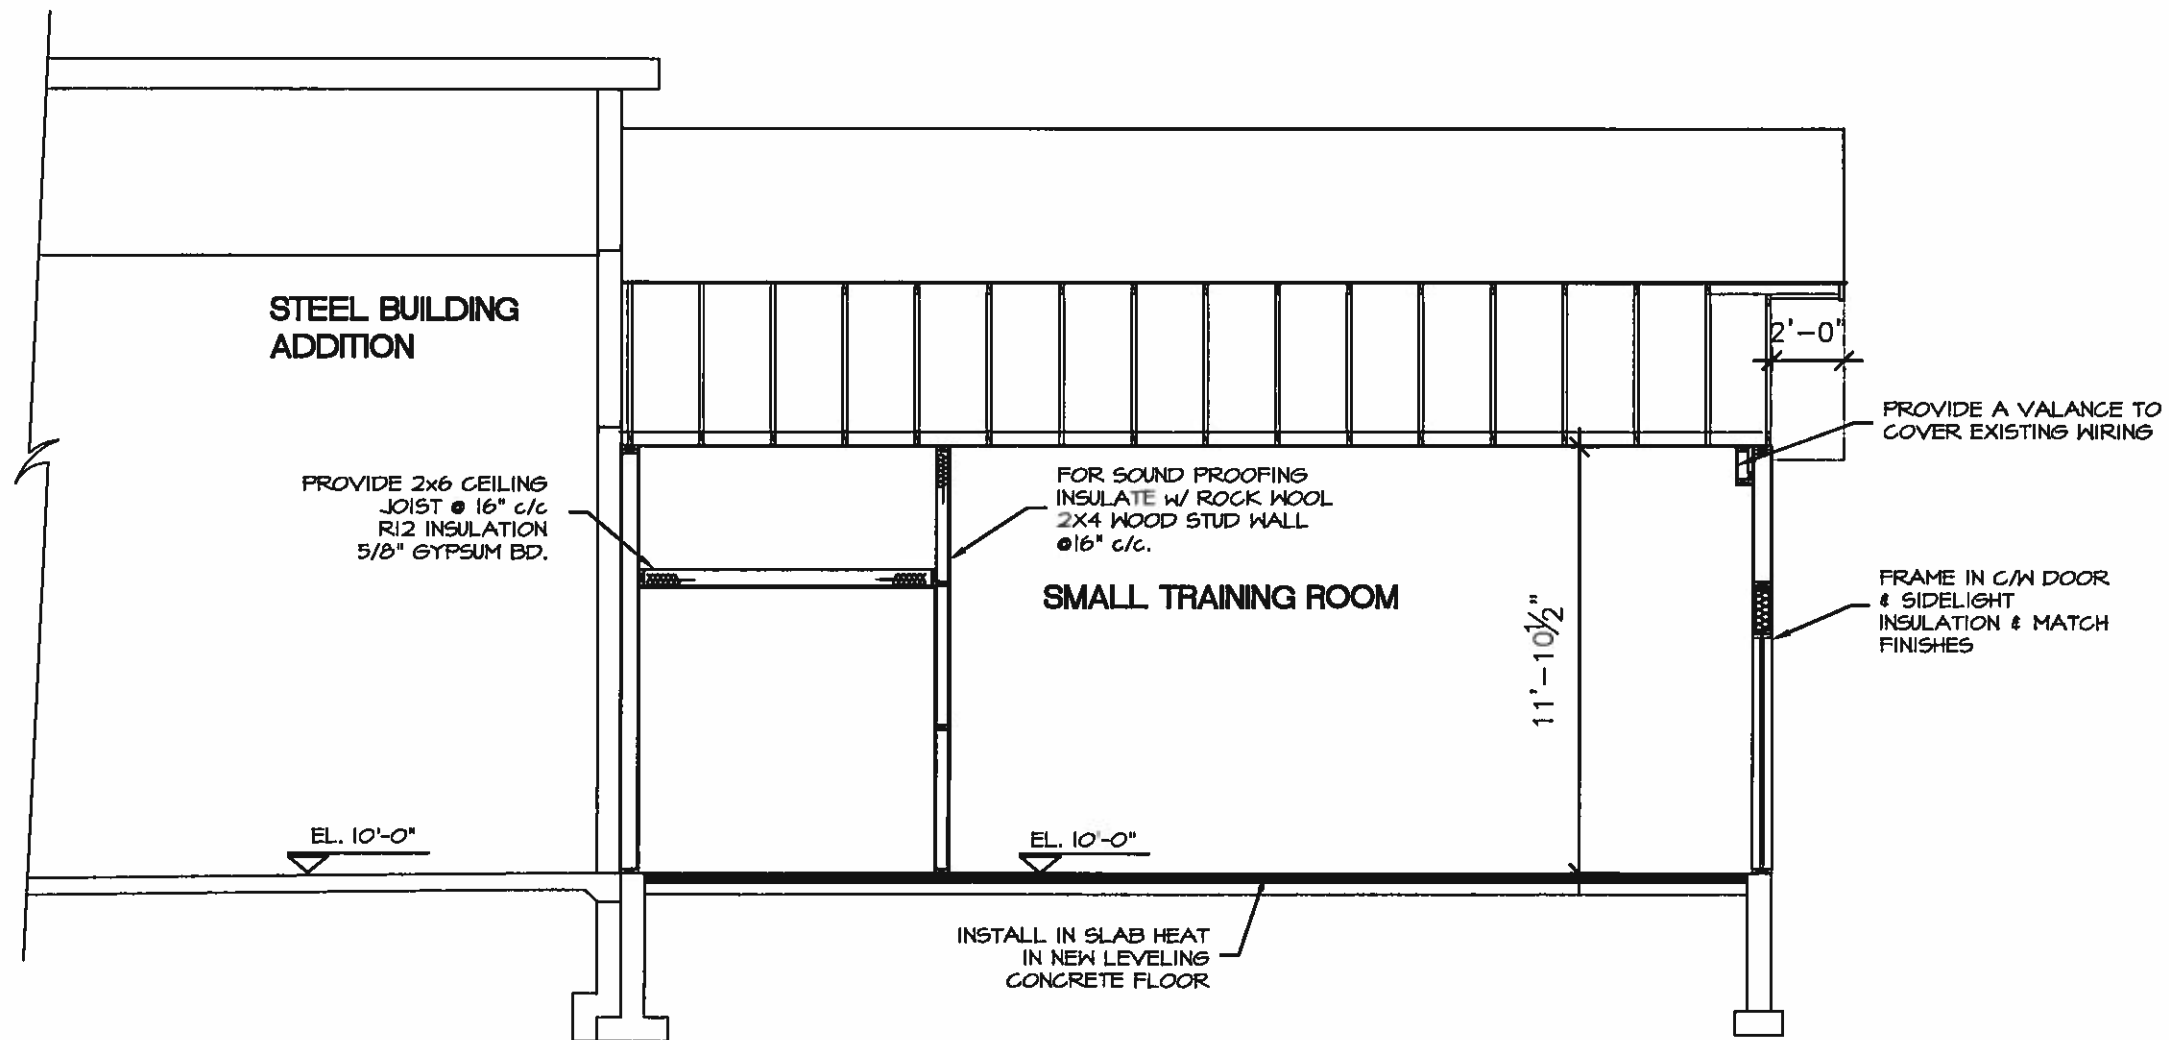 STEEL BUILDING
ADDITION
2'-0"
PROVIDE A VALANCE TO
COVER EXISTING WIRING
PROVIDE 2x6 CEILING
JOIST @ 16" c/c
R12 INSULATION
5/8" GYPSUM BD.
FOR SOUND PROOFING
INSULATE w/ ROCK WOOL
2X4 WOOD STUD WALL
@16" c/c.
SMALL TRAINING ROOM
11'-10 1/2"
FRAME IN C/W DOOR
& SIDELIGHT
INSULATION & MATCH
FINISHES
EL. 10'-0"
EL. 10'-0"
INSTALL IN SLAB HEAT
IN NEW LEVELING
CONCRETE FLOOR